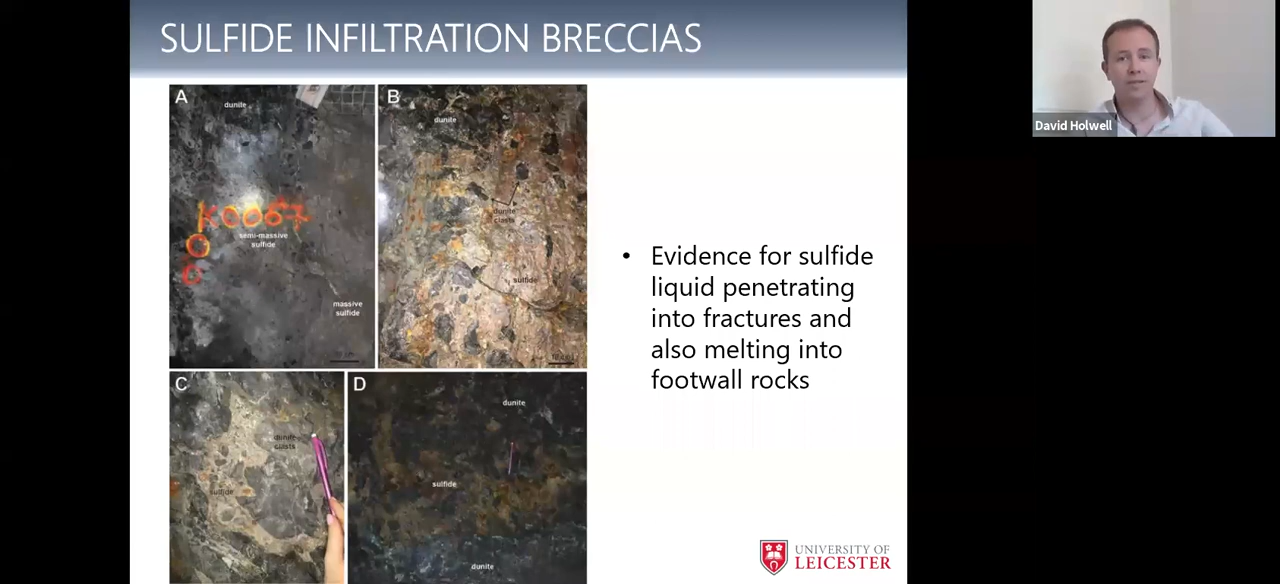 SULFIDE INFILTRATION BRECCIAS
A
dunite
K0067
semi-massive
sulfide
massive
sulfide
B
dunite
dunite
clasts
sulfide
C
dunite
clasts
sulfide
D
dunite
sulfide
dunite
• Evidence for sulfide
liquid penetrating
into fractures and
also melting into
footwall rocks
UNIVERSITY OF
LEICESTER
David Holwell